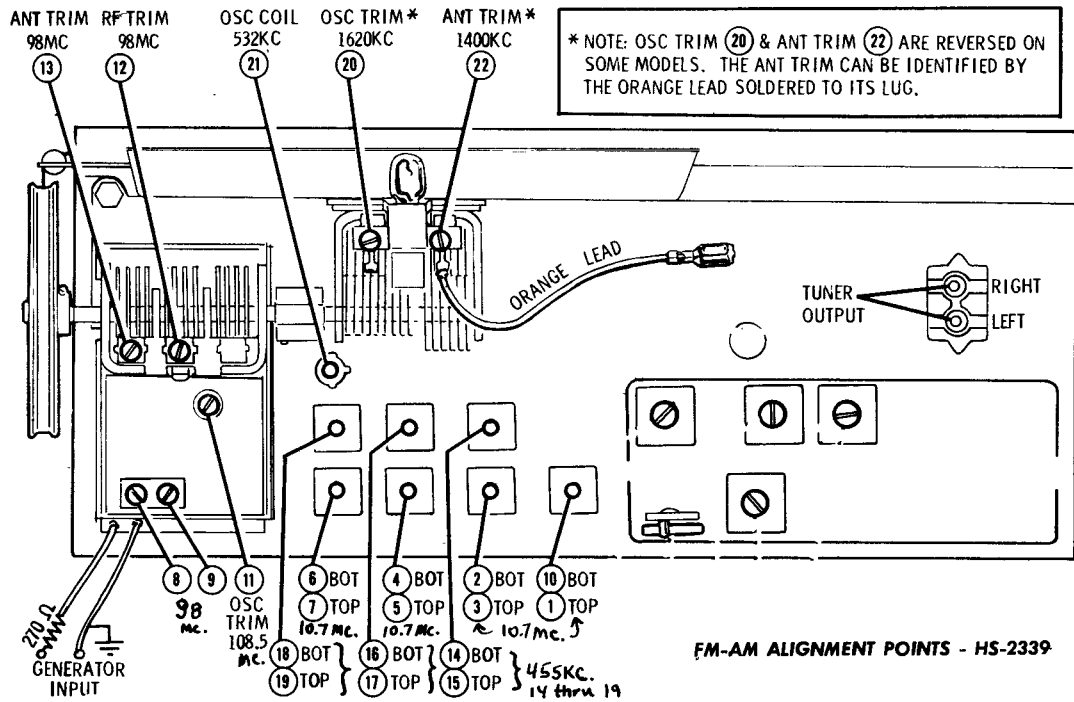 ANT TRIM
98MC
13
RF TRIM
98MC
12
OSC COIL
532KC
21
OSC TRIM*
1620KC
20
ANT TRIM*
1400KC
22
* NOTE: OSC TRIM 20 & ANT TRIM 22 ARE REVERSED ON
SOME MODELS. THE ANT TRIM CAN BE IDENTIFIED BY
THE ORANGE LEAD SOLDERED TO ITS LUG.
ORANGE LEAD
TUNER
OUTPUT
RIGHT
LEFT
270 Ω
GENERATOR
INPUT
8
98
mc.
9
11
OSC
TRIM
108.5
mc.
6 BOT
7 TOP
10.7 mc.
4 BOT
5 TOP
10.7 mc.
2 BOT
3 TOP
10 BOT
1 TOP
← 10.7 mc. ↑
18 BOT
19 TOP
16 BOT
17 TOP
14 BOT
15 TOP
455KC.
14 thru 19
FM-AM ALIGNMENT POINTS - HS-2339